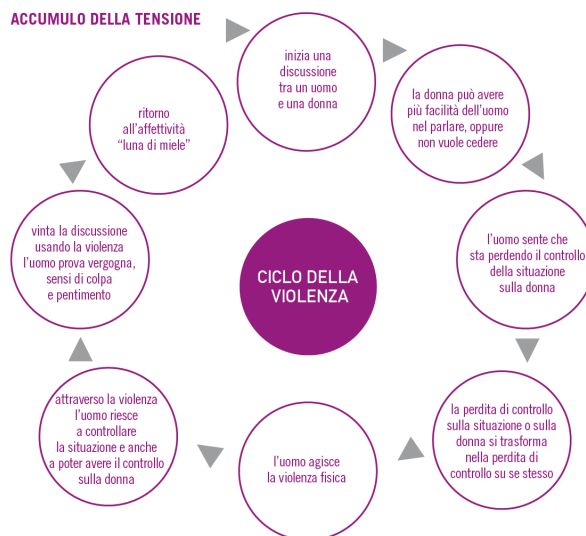 ACCUMULO DELLA TENSIONE
inizia una
discussione
tra un uomo
e una donna
la donna può avere
più facilità dell'uomo
nel parlare, oppure
non vuole cedere
l'uomo sente che
sta perdendo il controllo
della situazione
sulla donna
la perdita di controllo
sulla situazione o sulla
donna si trasforma
nella perdita di
controllo su se stesso
l'uomo agisce
la violenza fisica
attraverso la violenza
l'uomo riesce
a controllare
la situazione e anche
a poter avere il controllo
sulla donna
vinta la discussione
usando la violenza
l'uomo prova vergogna,
sensi di colpa
e pentimento
ritorno
all'affettività
“luna di miele”
CICLO DELLA
VIOLENZA